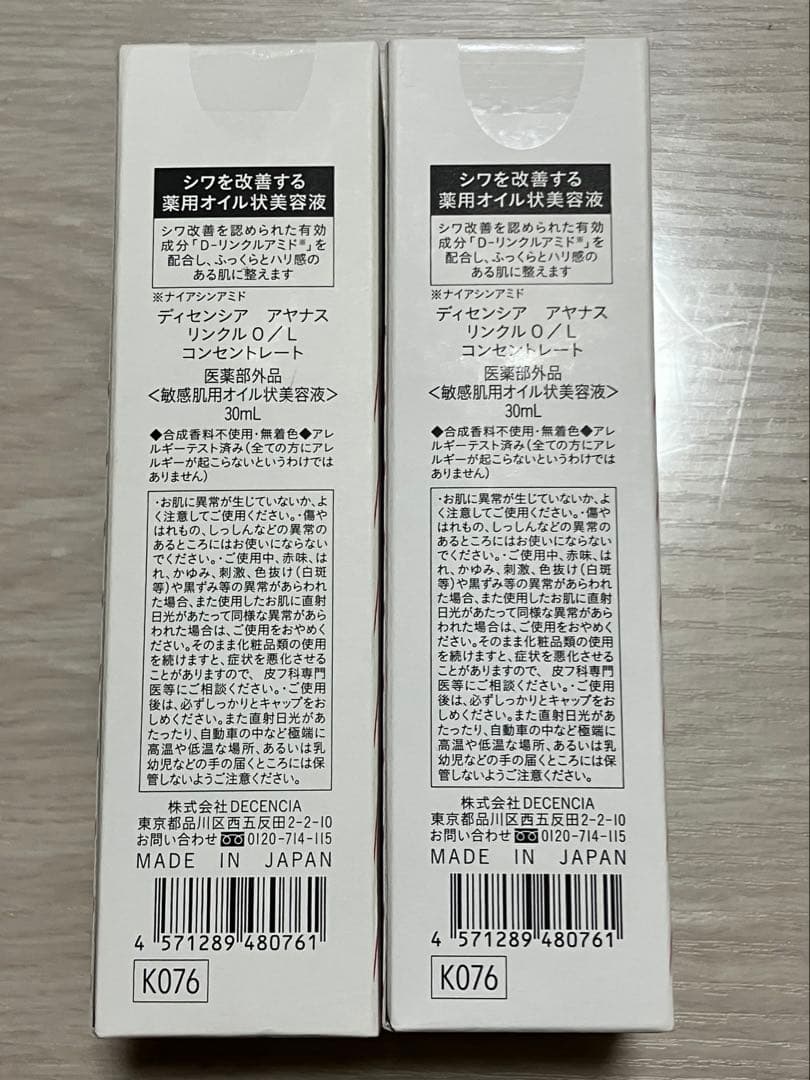 シワを改善する
薬用オイル状美容液
シワ改善を認められた有効
成分「D-リンクルアミド※」を
配合し、ふっくらとハリ感の
ある肌に整えます
※ナイアシンアミド
ディセンシア アヤナス
リンクル O/L
コンセントレート
医薬部外品
<敏感肌用オイル状美容液>
30mL
◆合成香料不使用・無着色◆アレ
ルギーテスト済み(全ての方にアレ
ルギーが起こらないというわけでは
ありません)
・お肌に異常が生じていないか、よ
く注意してご使用ください。・傷や
はれもの、しっしんなどの異常の
あるところにはお使いにならない
でください。・ご使用中、赤味、は
れ、かゆみ、刺激、色抜け(白斑
等)や黒ずみ等の異常があらわれ
た場合、また使用したお肌に直射
日光があたって同様な異常があら
われた場合は、ご使用をおやめく
ださい。そのまま化粧品類の使用
を続けますと、症状を悪化させる
ことがありますので、皮フ科専門
医等にご相談ください。・ご使用
後は、必ずしっかりとキャップをお
しめください。また直射日光があ
たったり、自動車の中など極端に
高温や低温な場所、あるいは乳
幼児などの手の届くところには保
管しないようご注意ください。
株式会社DECENCIA
東京都品川区西五反田2-2-10
お問い合わせ 0120-714-115
MADE IN JAPAN
4 571289 480761
K076
シワを改善する
薬用オイル状美容液
シワ改善を認められた有効
成分「D-リンクルアミド※」を
配合し、ふっくらとハリ感の
ある肌に整えます
※ナイアシンアミド
ディセンシア アヤナス
リンクル O/L
コンセントレート
医薬部外品
<敏感肌用オイル状美容液>
30mL
◆合成香料不使用・無着色◆アレ
ルギーテスト済み(全ての方にアレ
ルギーが起こらないというわけでは
ありません)
・お肌に異常が生じていないか、よ
く注意してご使用ください。・傷や
はれもの、しっしんなどの異常の
あるところにはお使いにならない
でください。・ご使用中、赤味、は
れ、かゆみ、刺激、色抜け(白斑
等)や黒ずみ等の異常があらわれ
た場合、また使用したお肌に直射
日光があたって同様な異常があら
われた場合は、ご使用をおやめく
ださい。そのまま化粧品類の使用
を続けますと、症状を悪化させる
ことがありますので、皮フ科専門
医等にご相談ください。・ご使用
後は、必ずしっかりとキャップをお
しめください。また直射日光があ
たったり、自動車の中など極端に
高温や低温な場所、あるいは乳
幼児などの手の届くところには保
管しないようご注意ください。
株式会社DECENCIA
東京都品川区西五反田2-2-10
お問い合わせ 0120-714-115
MADE IN JAPAN
4 571289 480761
K076